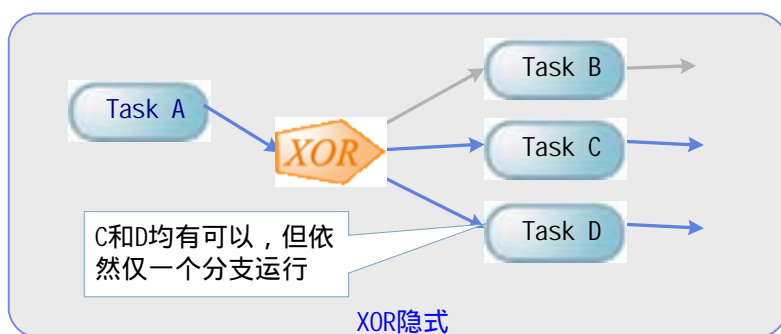 Task B
Task A
XOR
Task C
Task D
C和D均有可以，但依
然仅一个分支运行
XOR隐式